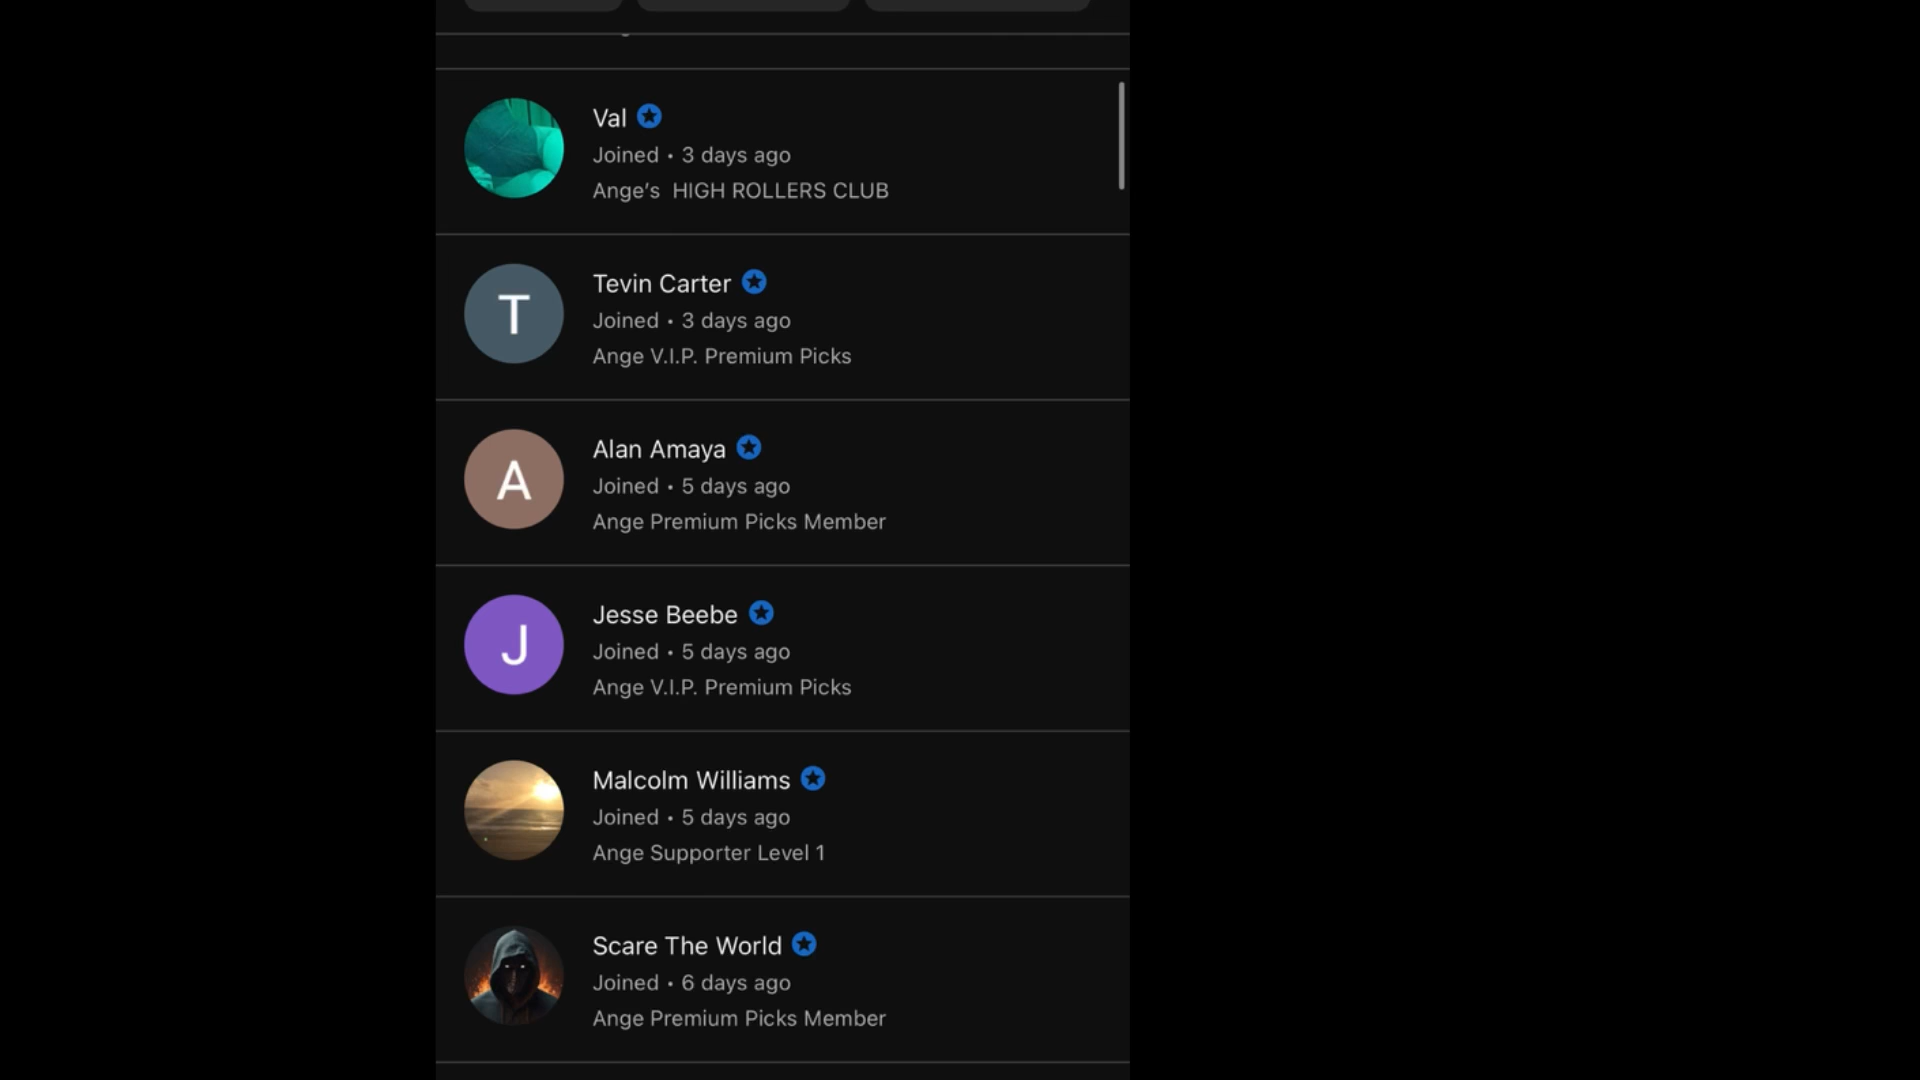 Val
Joined • 3 days ago
Ange's HIGH ROLLERS CLUB
T
Tevin Carter
Joined • 3 days ago
Ange V.I.P. Premium Picks
A
Alan Amaya
Joined • 5 days ago
Ange Premium Picks Member
J
Jesse Beebe
Joined • 5 days ago
Ange V.I.P. Premium Picks
Malcolm Williams
Joined • 5 days ago
Ange Supporter Level 1
Scare The World
Joined • 6 days ago
Ange Premium Picks Member